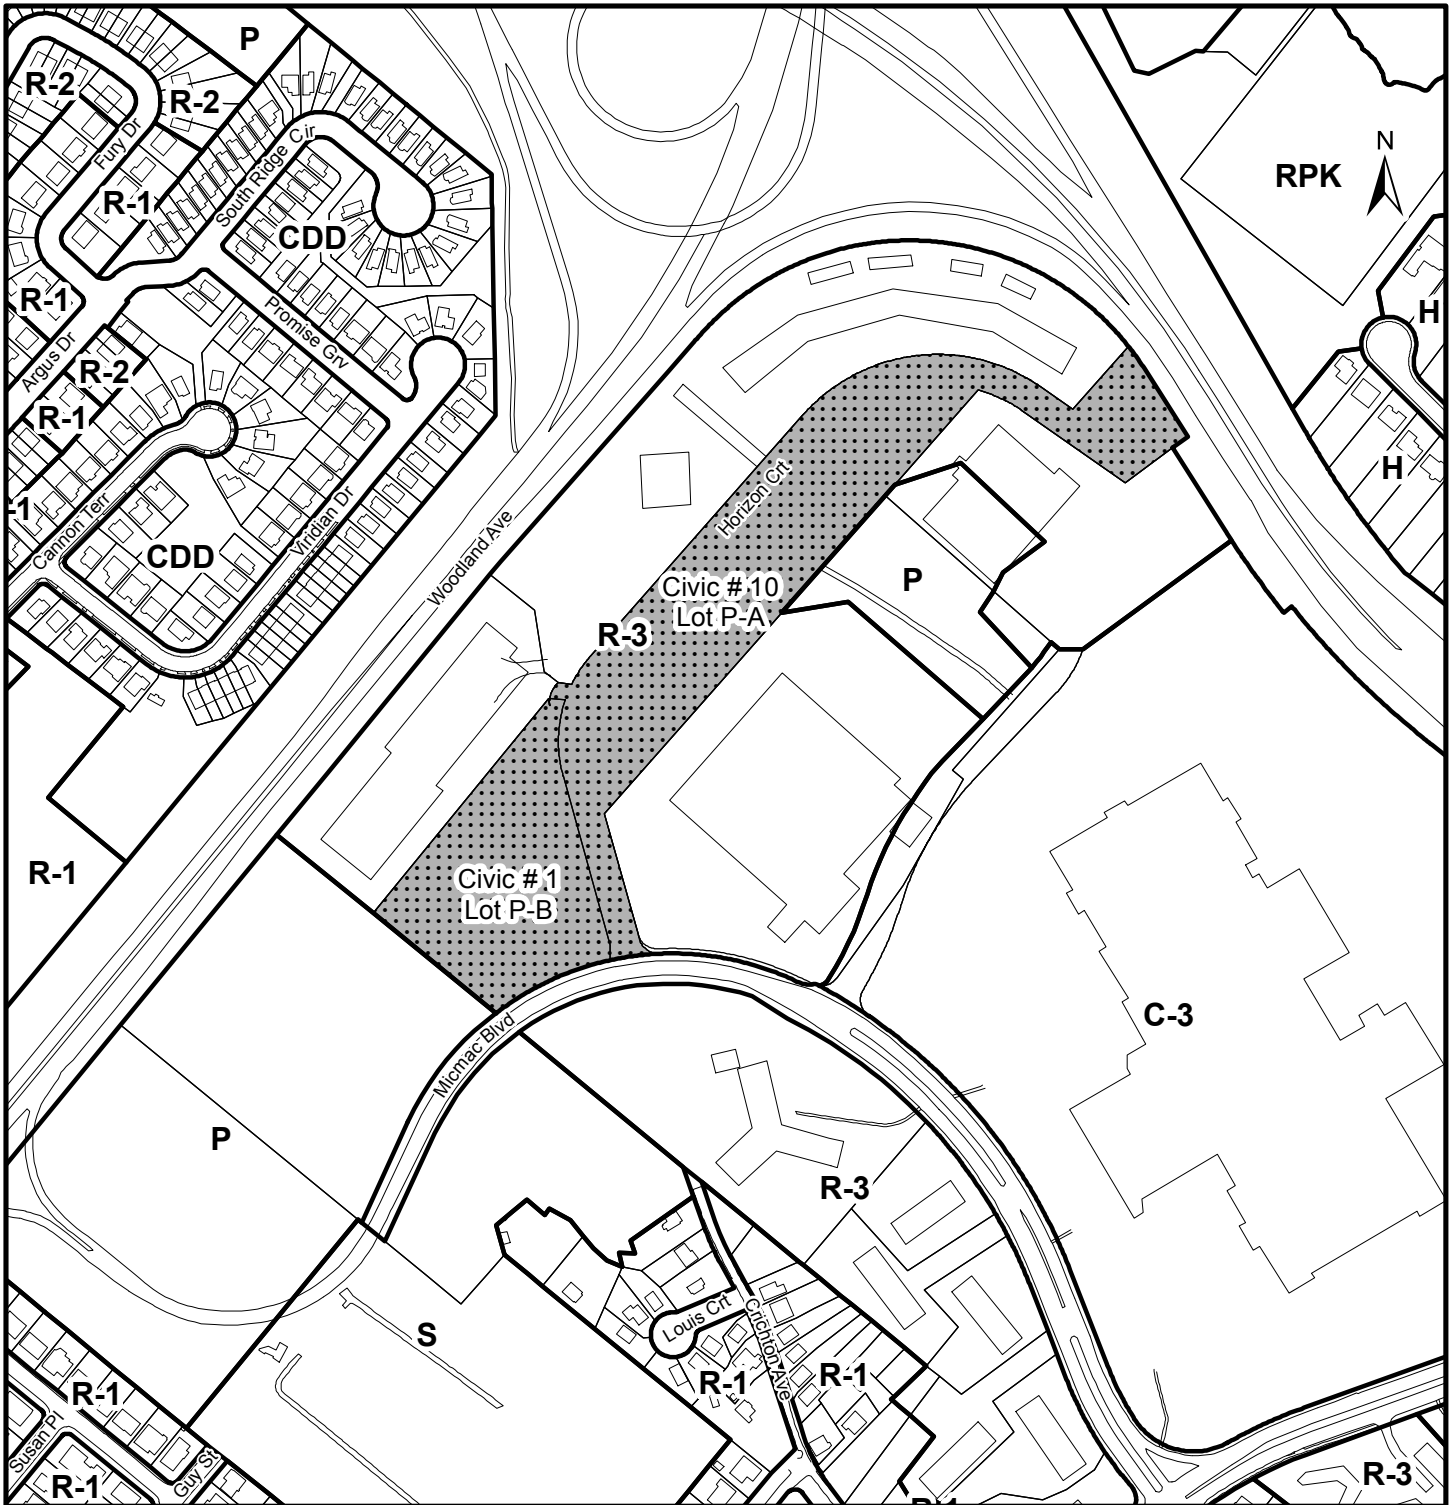 P
R-2
R-2
Fury Dr
South Ridge Cir
R-1
CDD
N
RPK
R-1
Promise Grv
H
Argus Dr
R-2
R-1
H
-1
Horizon Crt
Cannon Terr
Viridian Dr
CDD
Woodland Ave
Civic # 10
Lot P-A
P
R-3
R-1
Civic # 1
Lot P-B
C-3
Micmac Blvd
P
R-3
S
Louis Crt
Crichton Ave
R-1
R-1
R-1
Susan Pl
Guy St
R-1
R-3
R-1